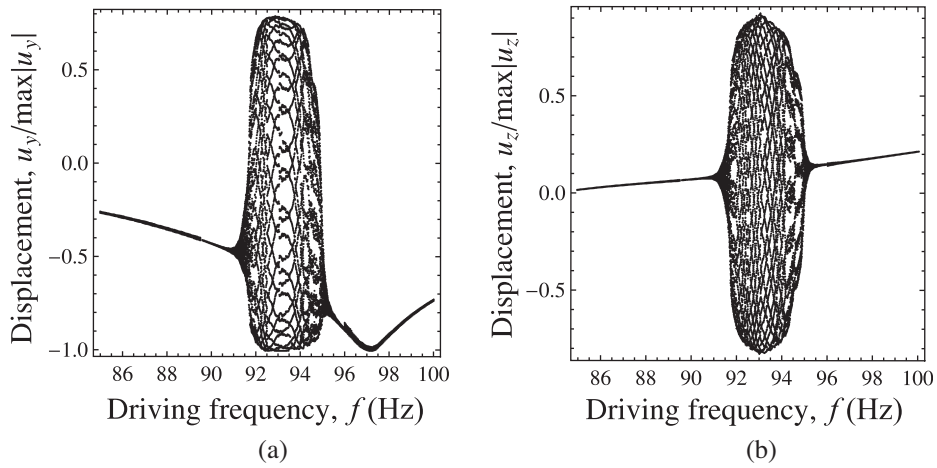 Displacement, u_y/max|u_y|
0.5
0.0
−0.5
−1.0
86 88 90 92 94 96 98 100
Driving frequency, f (Hz)
(a)
Displacement, u_z/max|u_z|
0.5
0.0
−0.5
86 88 90 92 94 96 98 100
Driving frequency, f (Hz)
(b)